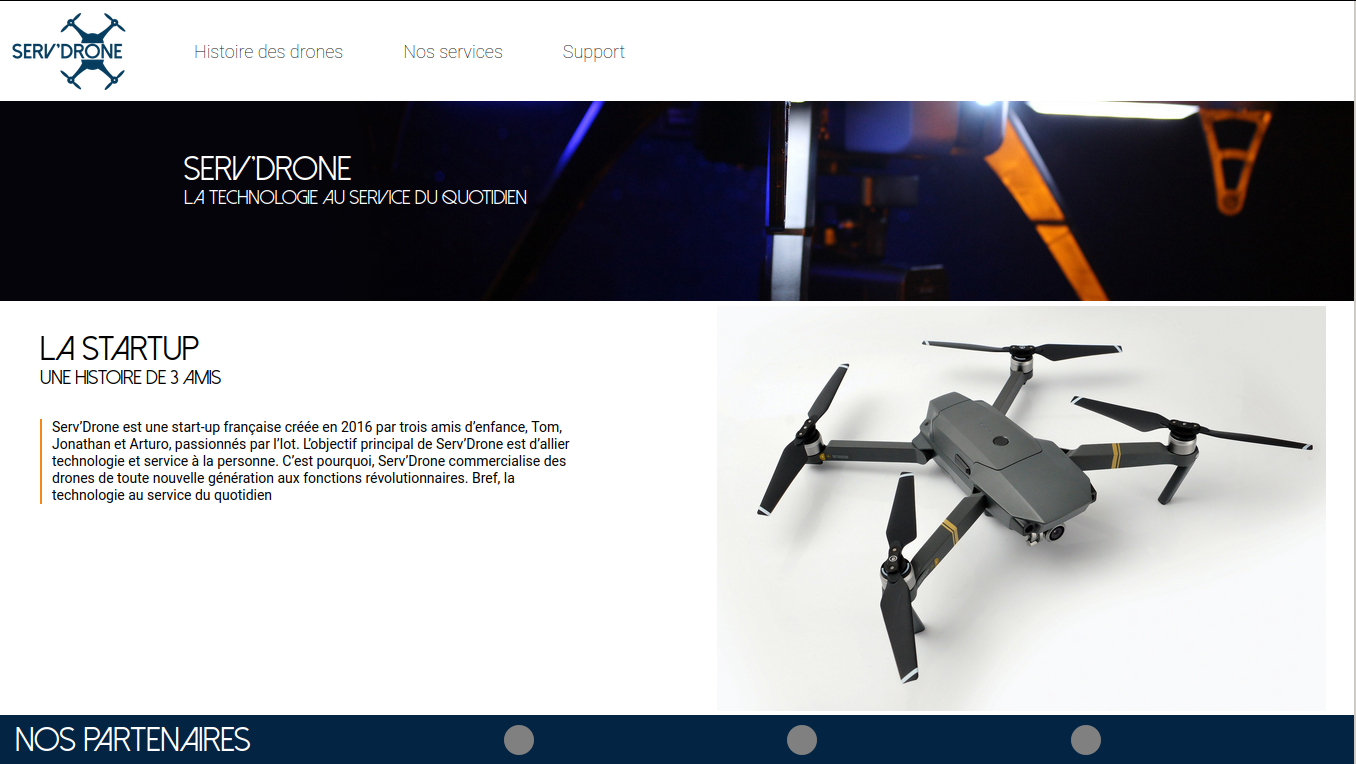 SERV'DRONE
Histoire des drones
Nos services
Support
SERV'DRONE
LA TECHNOLOGIE AU SERVICE DU QUOTIDIEN
LA STARTUP
UNE HISTOIRE DE 3 AMIS
Serv’Drone est une start-up française créée en 2016 par trois amis d’enfance, Tom,
Jonathan et Arturo, passionnés par l’Iot. L’objectif principal de Serv’Drone est d’allier
technologie et service à la personne. C’est pourquoi, Serv’Drone commercialise des
drones de toute nouvelle génération aux fonctions révolutionnaires. Bref, la
technologie au service du quotidien
NOS PARTENAIRES